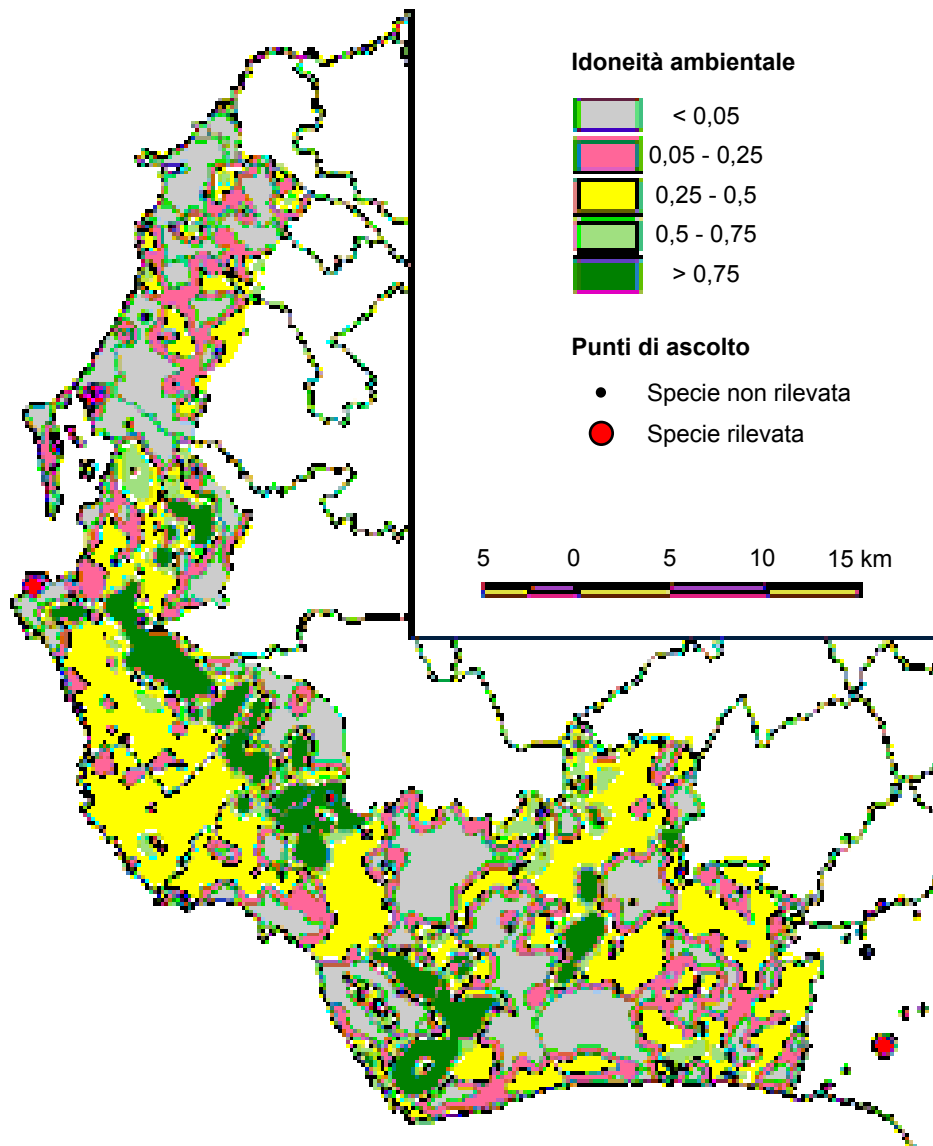 Idoneità ambientale
< 0,05
0,05 - 0,25
0,25 - 0,5
0,5 - 0,75
> 0,75
Punti di ascolto
Specie non rilevata
Specie rilevata
5 0 5 10 15 km